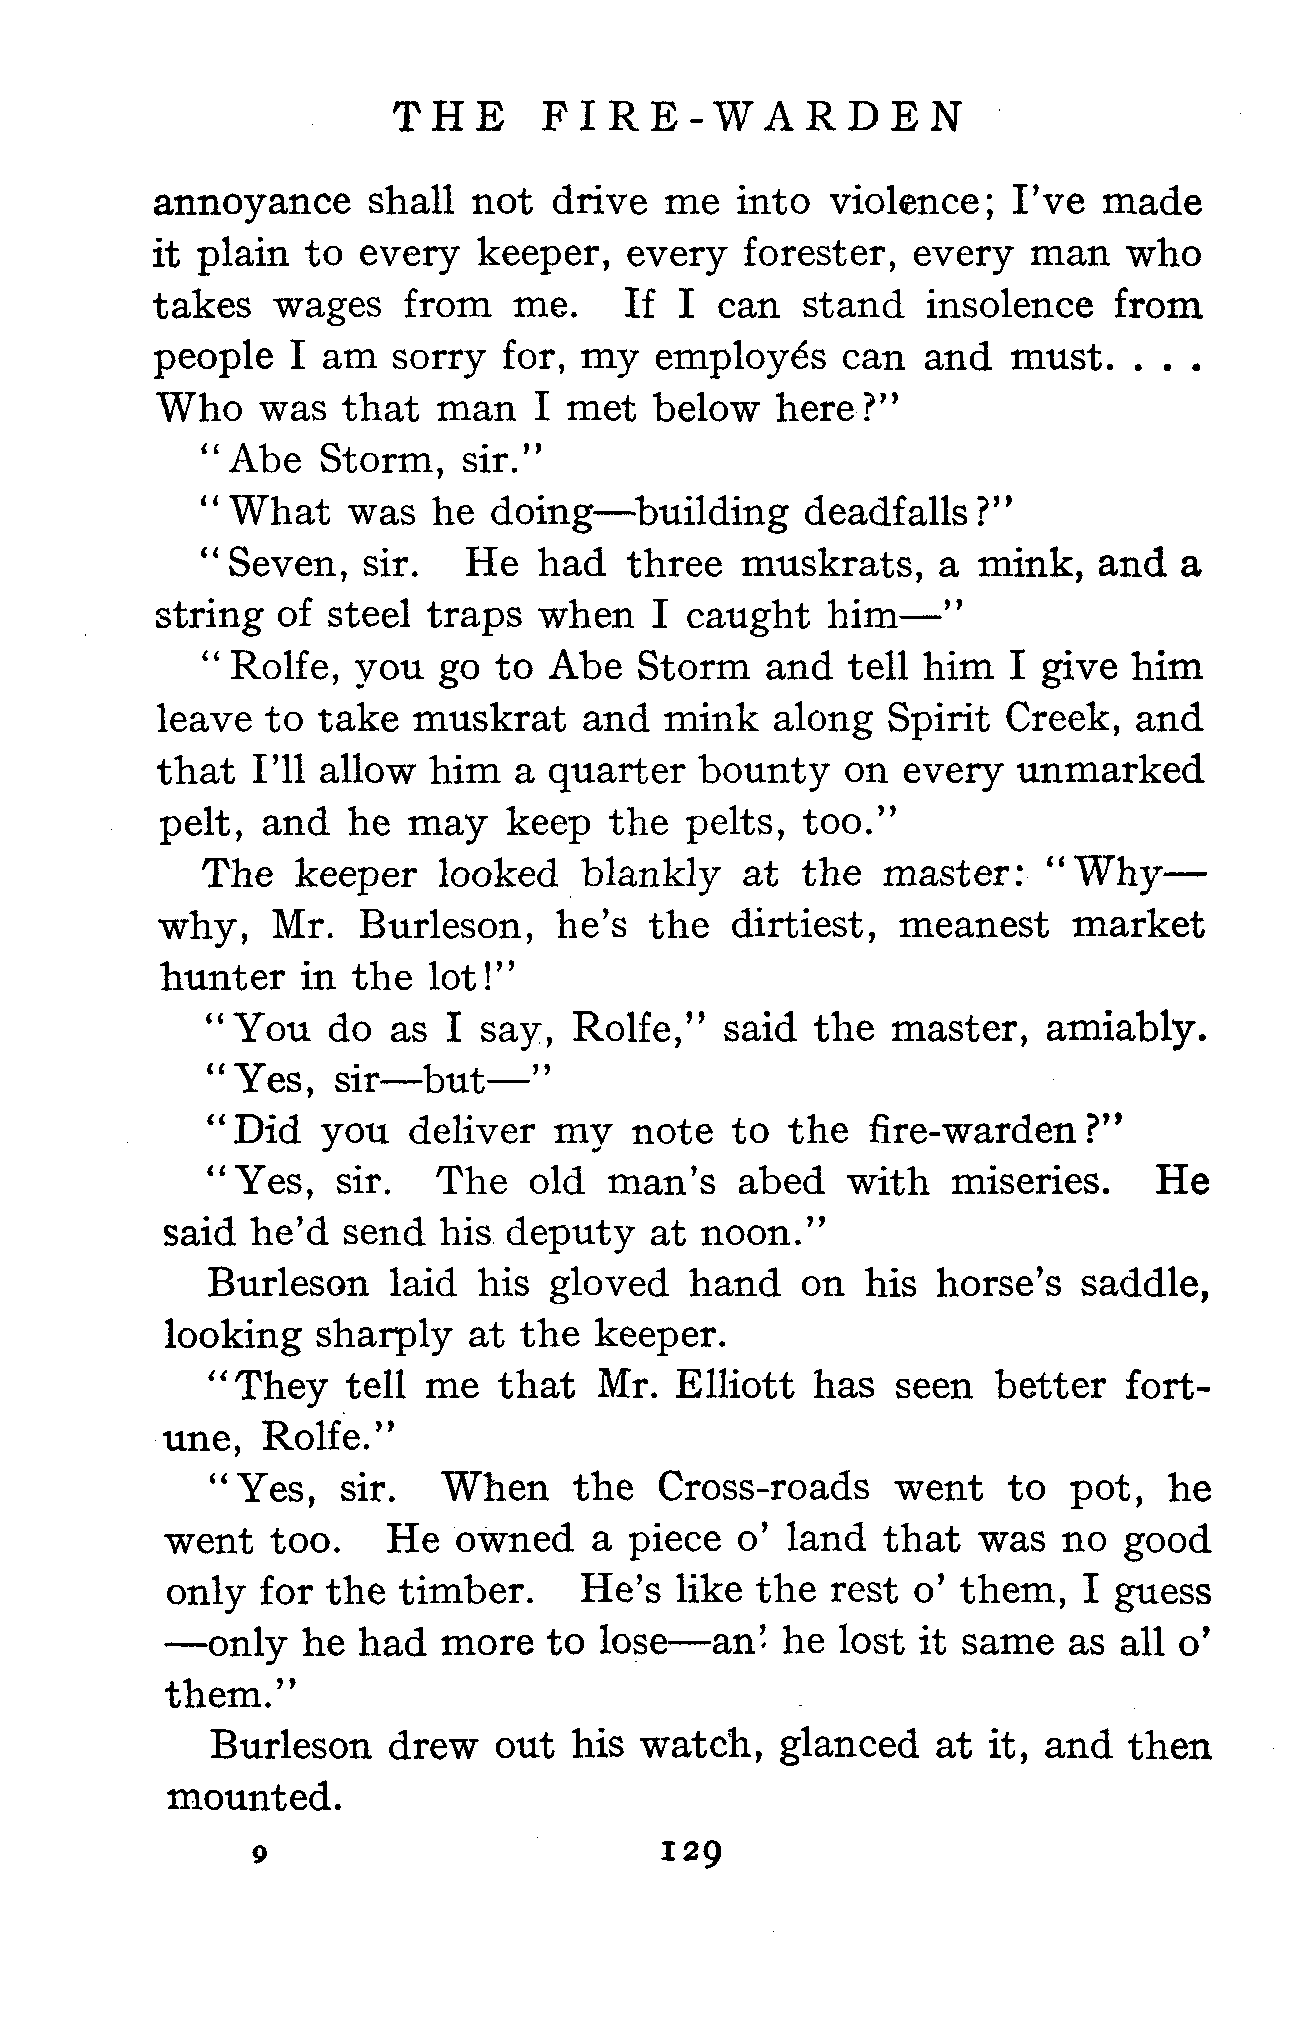 THE FIRE-WARDEN
annoyance shall not drive me into violence; I've made
it plain to every keeper, every forester, every man who
takes wages from me. If I can stand insolence from
people I am sorry for, my employés can and must. . . .
Who was that man I met below here?"
"Abe Storm, sir."
"What was he doing—building deadfalls?"
"Seven, sir. He had three muskrats, a mink, and a
string of steel traps when I caught him—"
"Rolfe, you go to Abe Storm and tell him I give him
leave to take muskrat and mink along Spirit Creek, and
that I'll allow him a quarter bounty on every unmarked
pelt, and he may keep the pelts, too."
The keeper looked blankly at the master: "Why—
why, Mr. Burleson, he's the dirtiest, meanest market
hunter in the lot!"
"You do as I say, Rolfe," said the master, amiably.
"Yes, sir—but—"
"Did you deliver my note to the fire-warden?"
"Yes, sir. The old man's abed with miseries. He
said he'd send his deputy at noon."
Burleson laid his gloved hand on his horse's saddle,
looking sharply at the keeper.
"They tell me that Mr. Elliott has seen better fort-
une, Rolfe."
"Yes, sir. When the Cross-roads went to pot, he
went too. He owned a piece o' land that was no good
only for the timber. He's like the rest o' them, I guess
—only he had more to lose—an' he lost it same as all o'
them."
Burleson drew out his watch, glanced at it, and then
mounted.
9 129